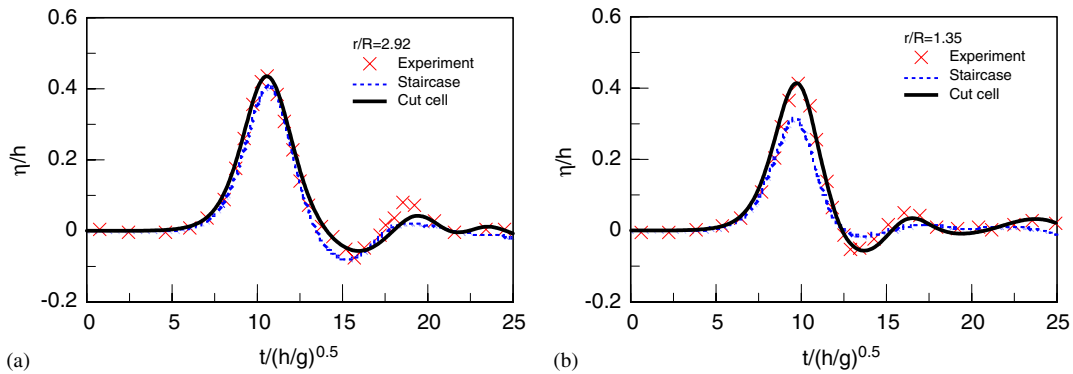 0.6
0.4
0.2
0
-0.2
η/h
r/R=2.92
Experiment
Staircase
Cut cell
0 5 10 15 20 25
t/(h/g)^0.5
(a)
0.6
0.4
0.2
0
-0.2
η/h
r/R=1.35
Experiment
Staircase
Cut cell
0 5 10 15 20 25
t/(h/g)^0.5
(b)